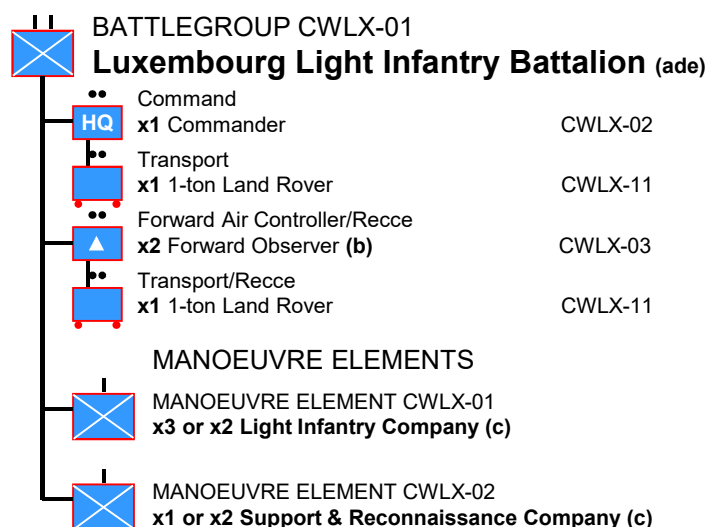 BATTLEGROUP CWLX-01
Luxembourg Light Infantry Battalion (ade)
Command
HQ x1 Commander CWLX-02
Transport
x1 1-ton Land Rover CWLX-11
Forward Air Controller/Recce
x2 Forward Observer (b) CWLX-03
Transport/Recce
x1 1-ton Land Rover CWLX-11
MANOEUVRE ELEMENTS
MANOEUVRE ELEMENT CWLX-01
x3 or x2 Light Infantry Company (c)
MANOEUVRE ELEMENT CWLX-02
x1 or x2 Support & Reconnaissance Company (c)